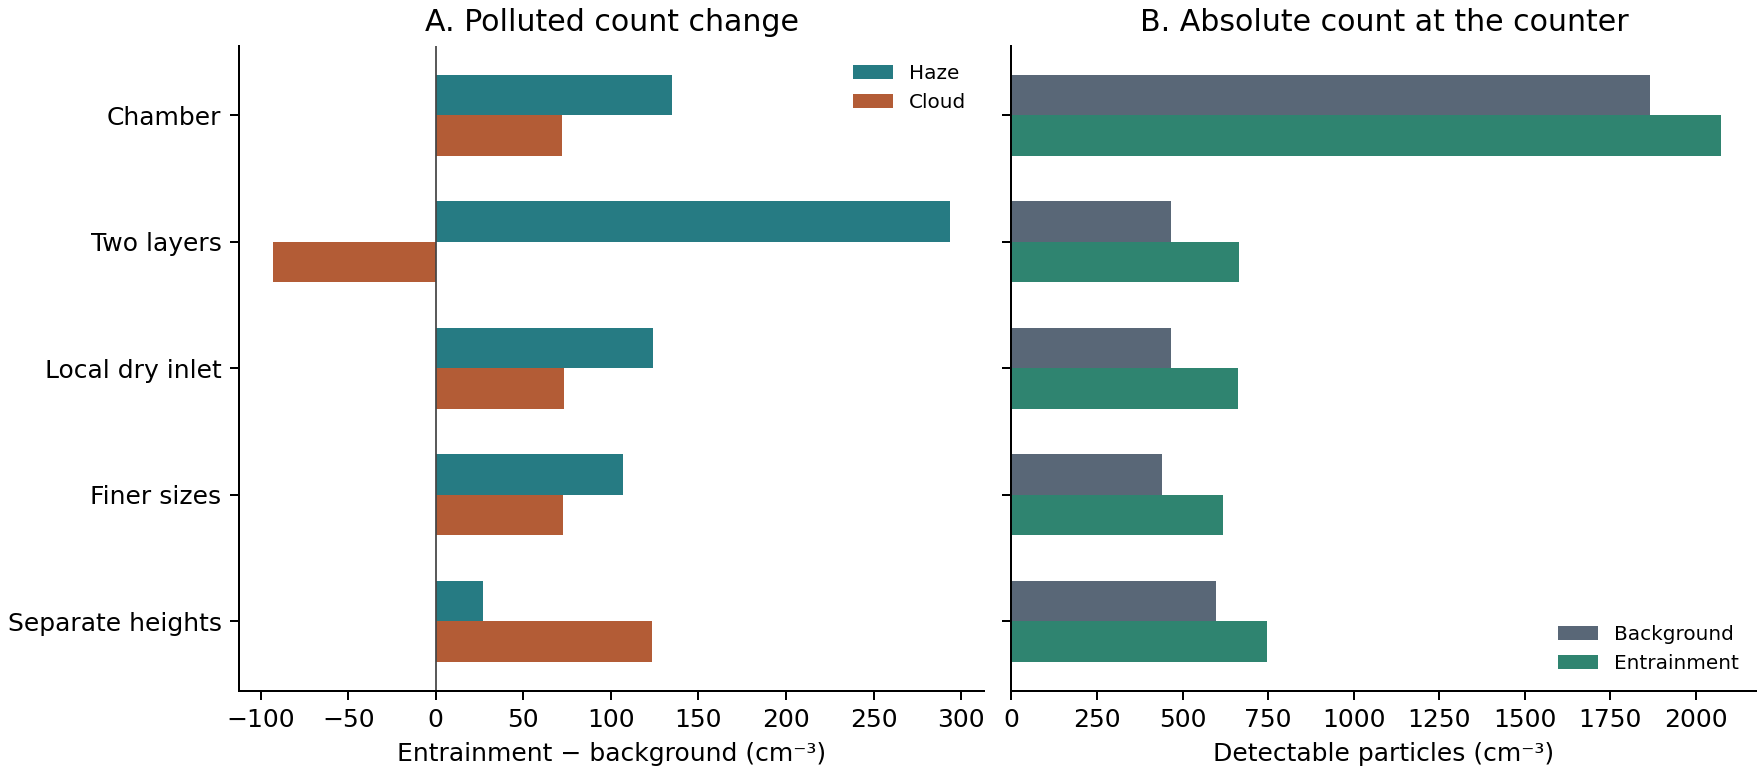 A. Polluted count change
Haze
Cloud
Chamber
Two layers
Local dry inlet
Finer sizes
Separate heights
−100 −50 0 50 100 150 200 250 300
Entrainment − background (cm⁻³)
B. Absolute count at the counter
Background
Entrainment
0 250 500 750 1000 1250 1500 1750 2000
Detectable particles (cm⁻³)